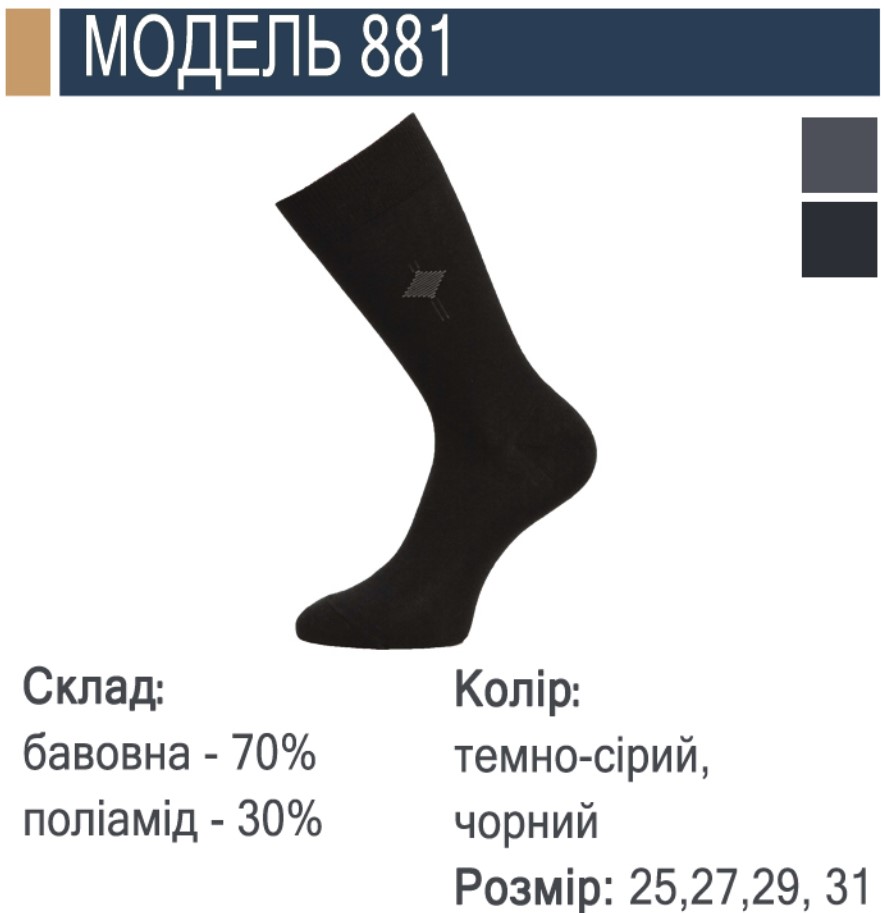 МОДЕЛЬ 881
Склад:
бавовна - 70%
поліамід - 30%
Колір:
темно-сірий,
чорний
Розмір: 25,27,29, 31